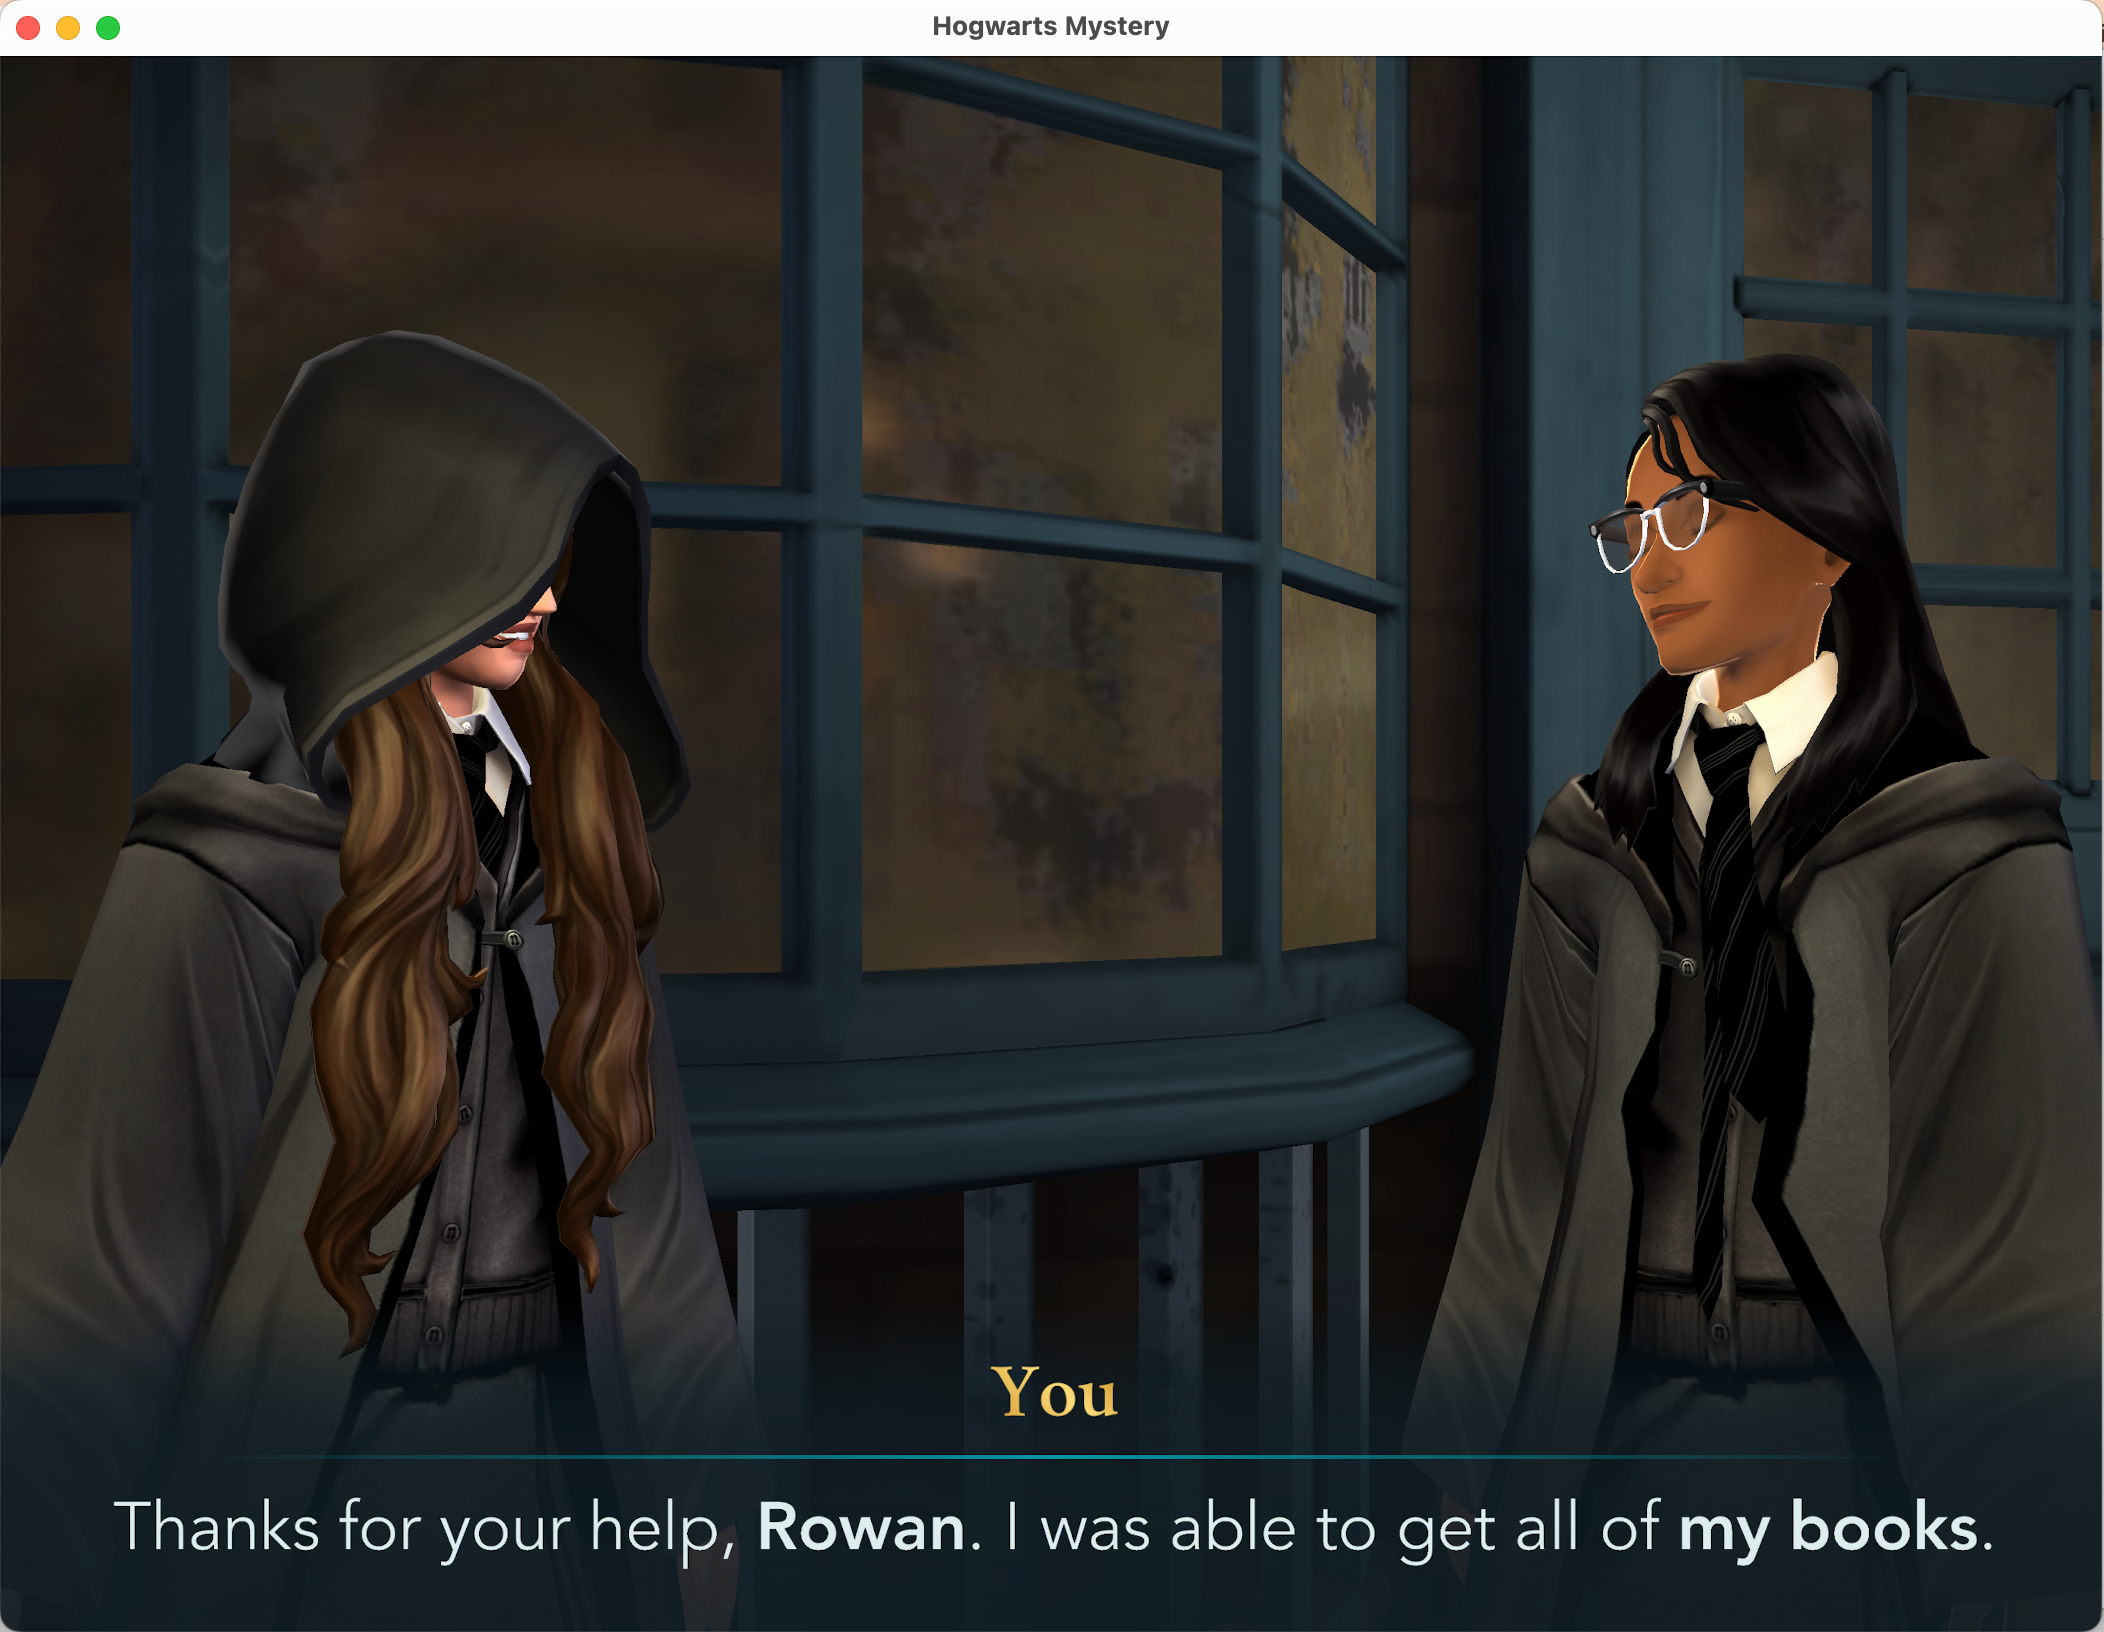 Hogwarts Mystery
You
Thanks for your help, Rowan. I was able to get all of my books.